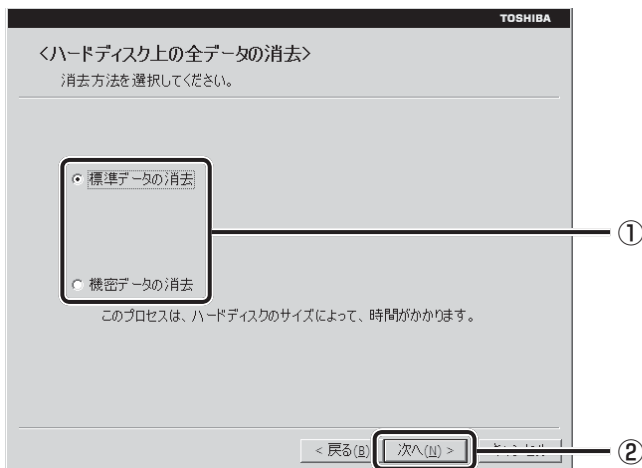 TOSHIBA
<ハードディスク上の全データの消去>
消去方法を選択してください。
標準データの消去
①
機密データの消去
このプロセスは、ハードディスクのサイズによって、時間がかかります。
< 戻る(B) 次へ(N) > ②